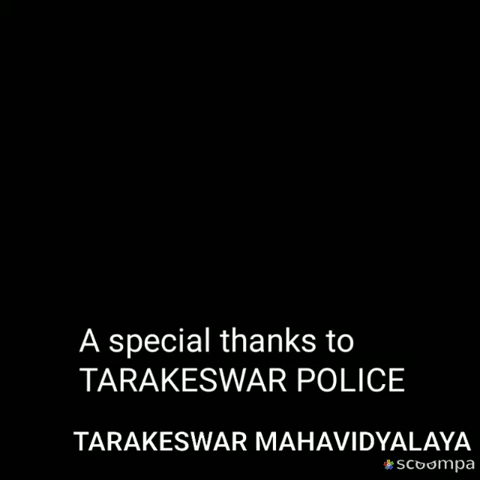 A special thanks to
TARAKESWAR POLICE
TARAKESWAR MAHAVIDYALAYA
scoompa